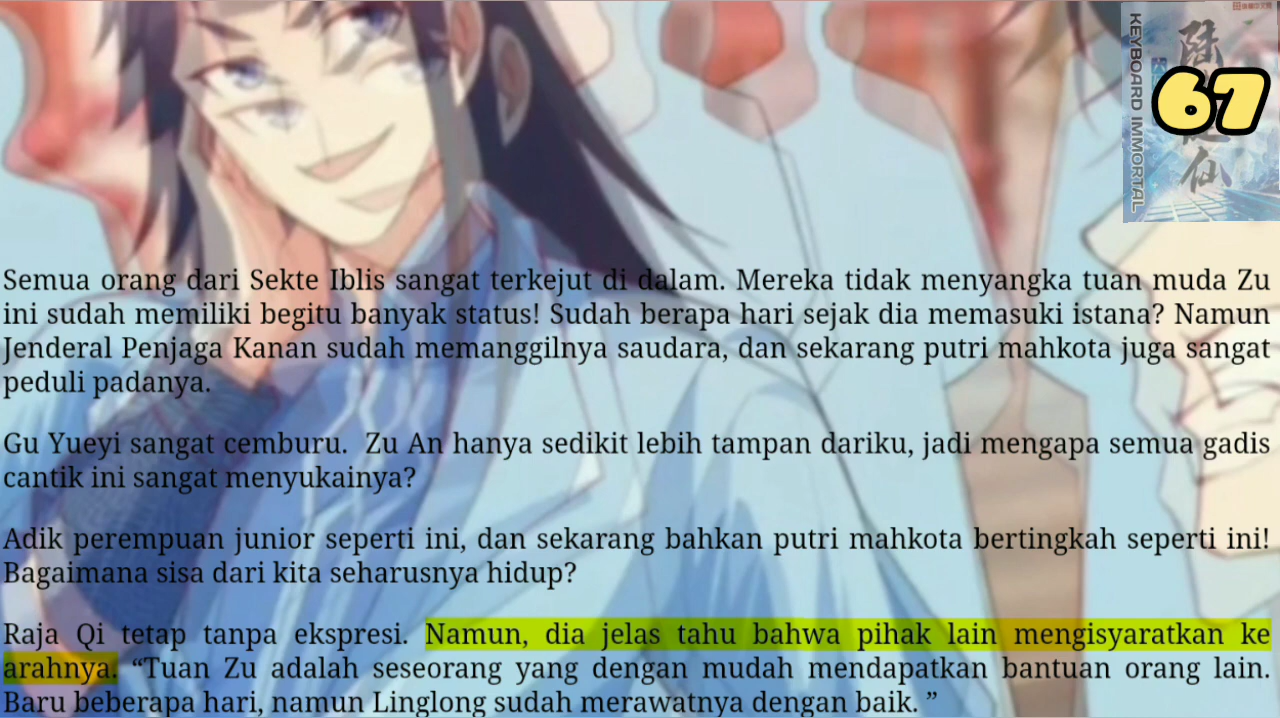 KEYBOARD IMMORTAL
67
仙
Semua orang dari Sekte Iblis sangat terkejut di dalam. Mereka tidak menyangka tuan muda Zu
ini sudah memiliki begitu banyak status! Sudah berapa hari sejak dia memasuki istana? Namun
Jenderal Penjaga Kanan sudah memanggilnya saudara, dan sekarang putri mahkota juga sangat
peduli padanya.
Gu Yueyi sangat cemburu.  Zu An hanya sedikit lebih tampan dariku, jadi mengapa semua gadis
cantik ini sangat menyukainya?
Adik perempuan junior seperti ini, dan sekarang bahkan putri mahkota bertingkah seperti ini!
Bagaimana sisa dari kita seharusnya hidup?
Raja Qi tetap tanpa ekspresi. Namun, dia jelas tahu bahwa pihak lain mengisyaratkan ke
arahnya. “Tuan Zu adalah seseorang yang dengan mudah mendapatkan bantuan orang lain.
Baru beberapa hari, namun Linglong sudah merawatnya dengan baik. ”